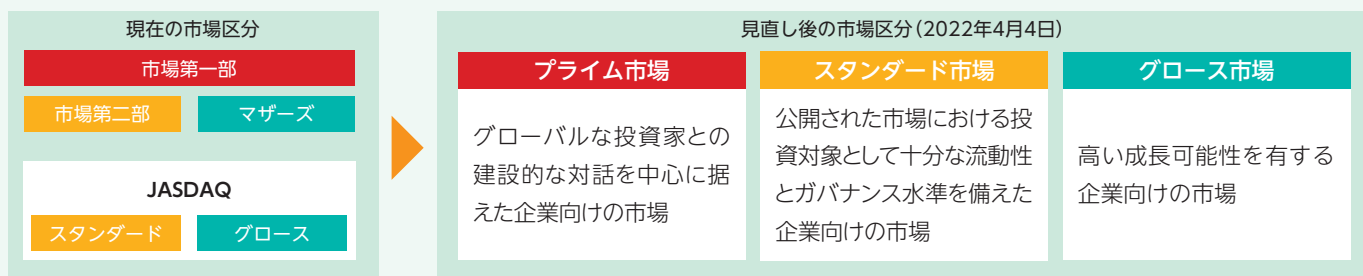 現在の市場区分
市場第一部
市場第二部
マザーズ
JASDAQ
スタンダード
グロース
見直し後の市場区分(2022年4月4日)
プライム市場
グローバルな投資家との
建設的な対話を中心に据
えた企業向けの市場
スタンダード市場
公開された市場における投
資対象として十分な流動性
とガバナンス水準を備えた
企業向けの市場
グロース市場
高い成長可能性を有する
企業向けの市場